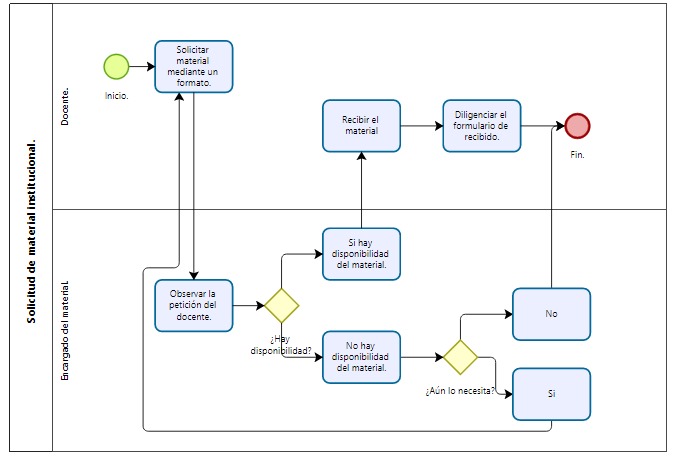 Solicitud de material institucional.
Docente.
Encargado del material.
Inicio.
Solicitar
material
mediante un
formato.
Recibir el
material
Diligenciar el
formulario de
recibido.
Fin.
Observar la
petición del
docente.
¿Hay
disponibilidad?
Si hay
disponibilidad
del material.
No hay
disponibilidad
del material.
¿Aún lo necesita?
No
Si